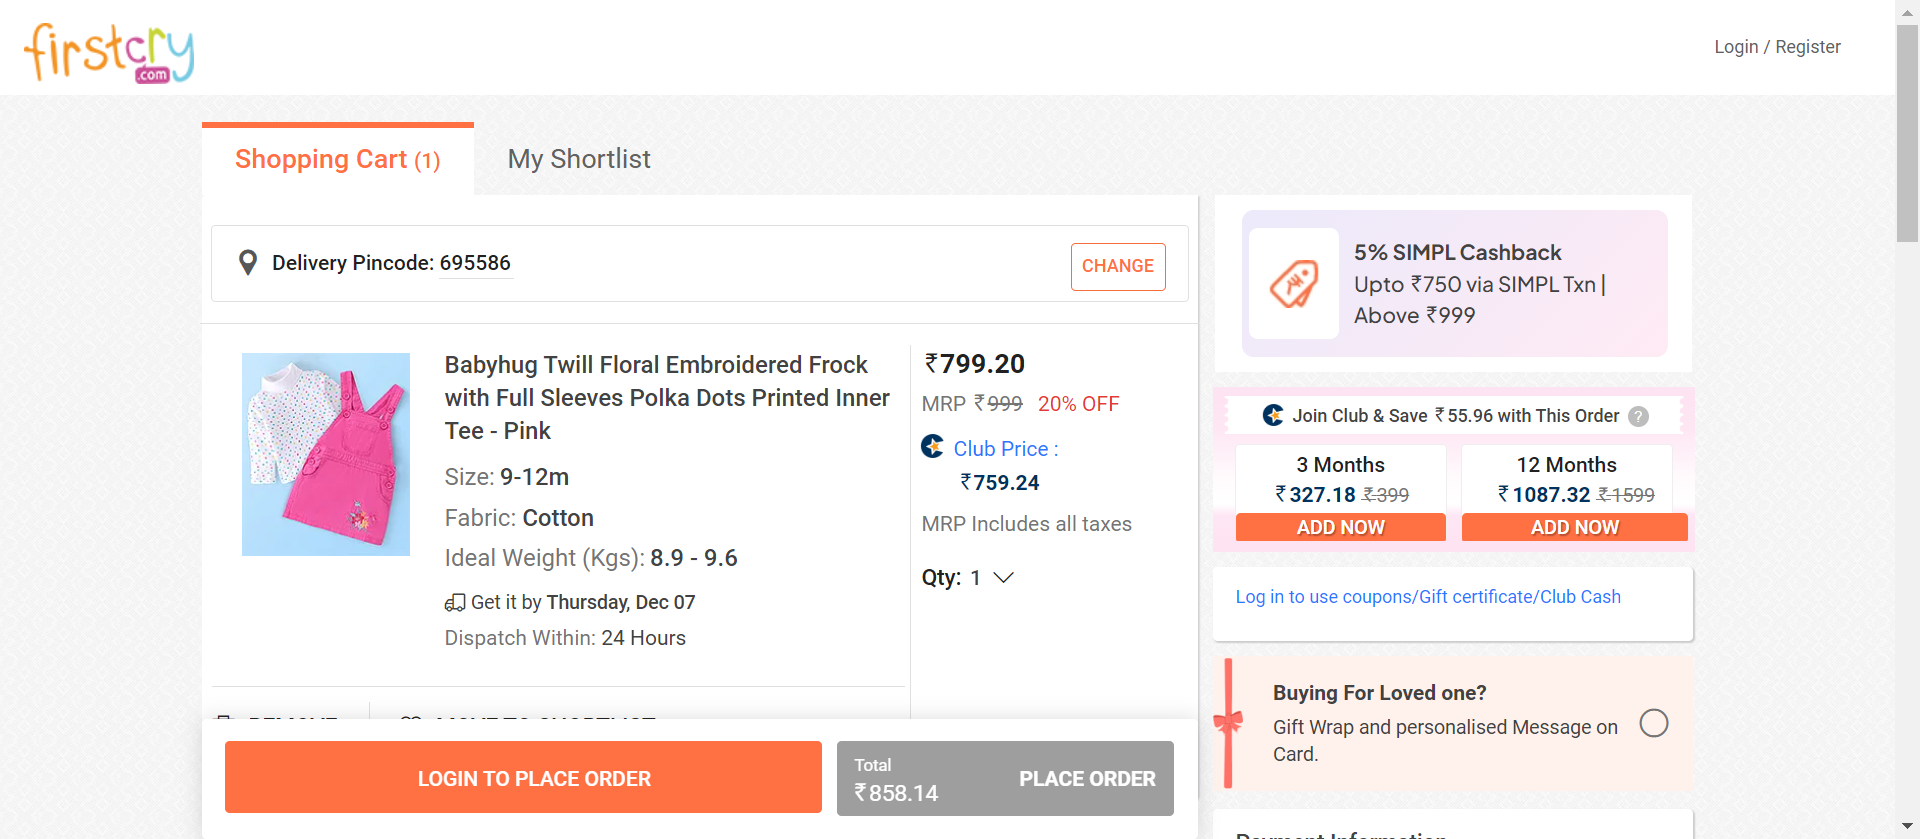 firstcry
.com
Login / Register
Shopping Cart (1)
My Shortlist
Delivery Pincode: 695586
CHANGE
Babyhug Twill Floral Embroidered Frock
with Full Sleeves Polka Dots Printed Inner
Tee - Pink
Size: 9-12m
Fabric: Cotton
Ideal Weight (Kgs): 8.9 - 9.6
Get it by Thursday, Dec 07
Dispatch Within: 24 Hours
₹799.20
MRP ₹999 20% OFF
Club Price :
₹759.24
MRP Includes all taxes
Qty: 1
REMOVE
MOVE TO SHORTLIST
LOGIN TO PLACE ORDER
Total
₹858.14
PLACE ORDER
5% SIMPL Cashback
Upto ₹750 via SIMPL Txn |
Above ₹999
Join Club & Save ₹55.96 with This Order ?
3 Months
₹327.18 ₹399
ADD NOW
12 Months
₹1087.32 ₹1599
ADD NOW
Log in to use coupons/Gift certificate/Club Cash
Buying For Loved one?
Gift Wrap and personalised Message on
Card.
Payment Information